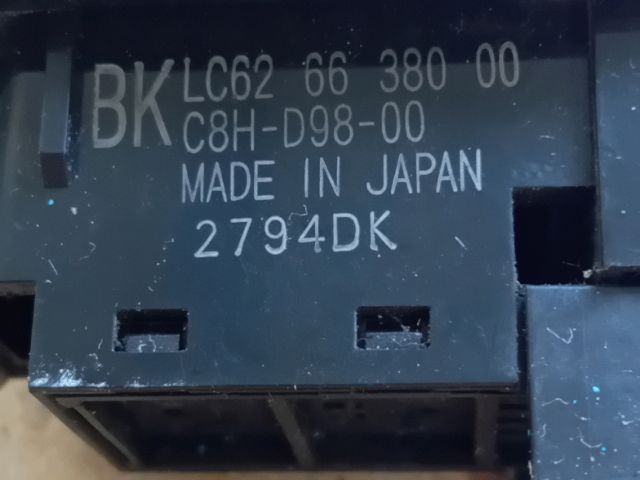 BK LC62 66 380 00
C8H-D98-00
MADE IN JAPAN
2794DK